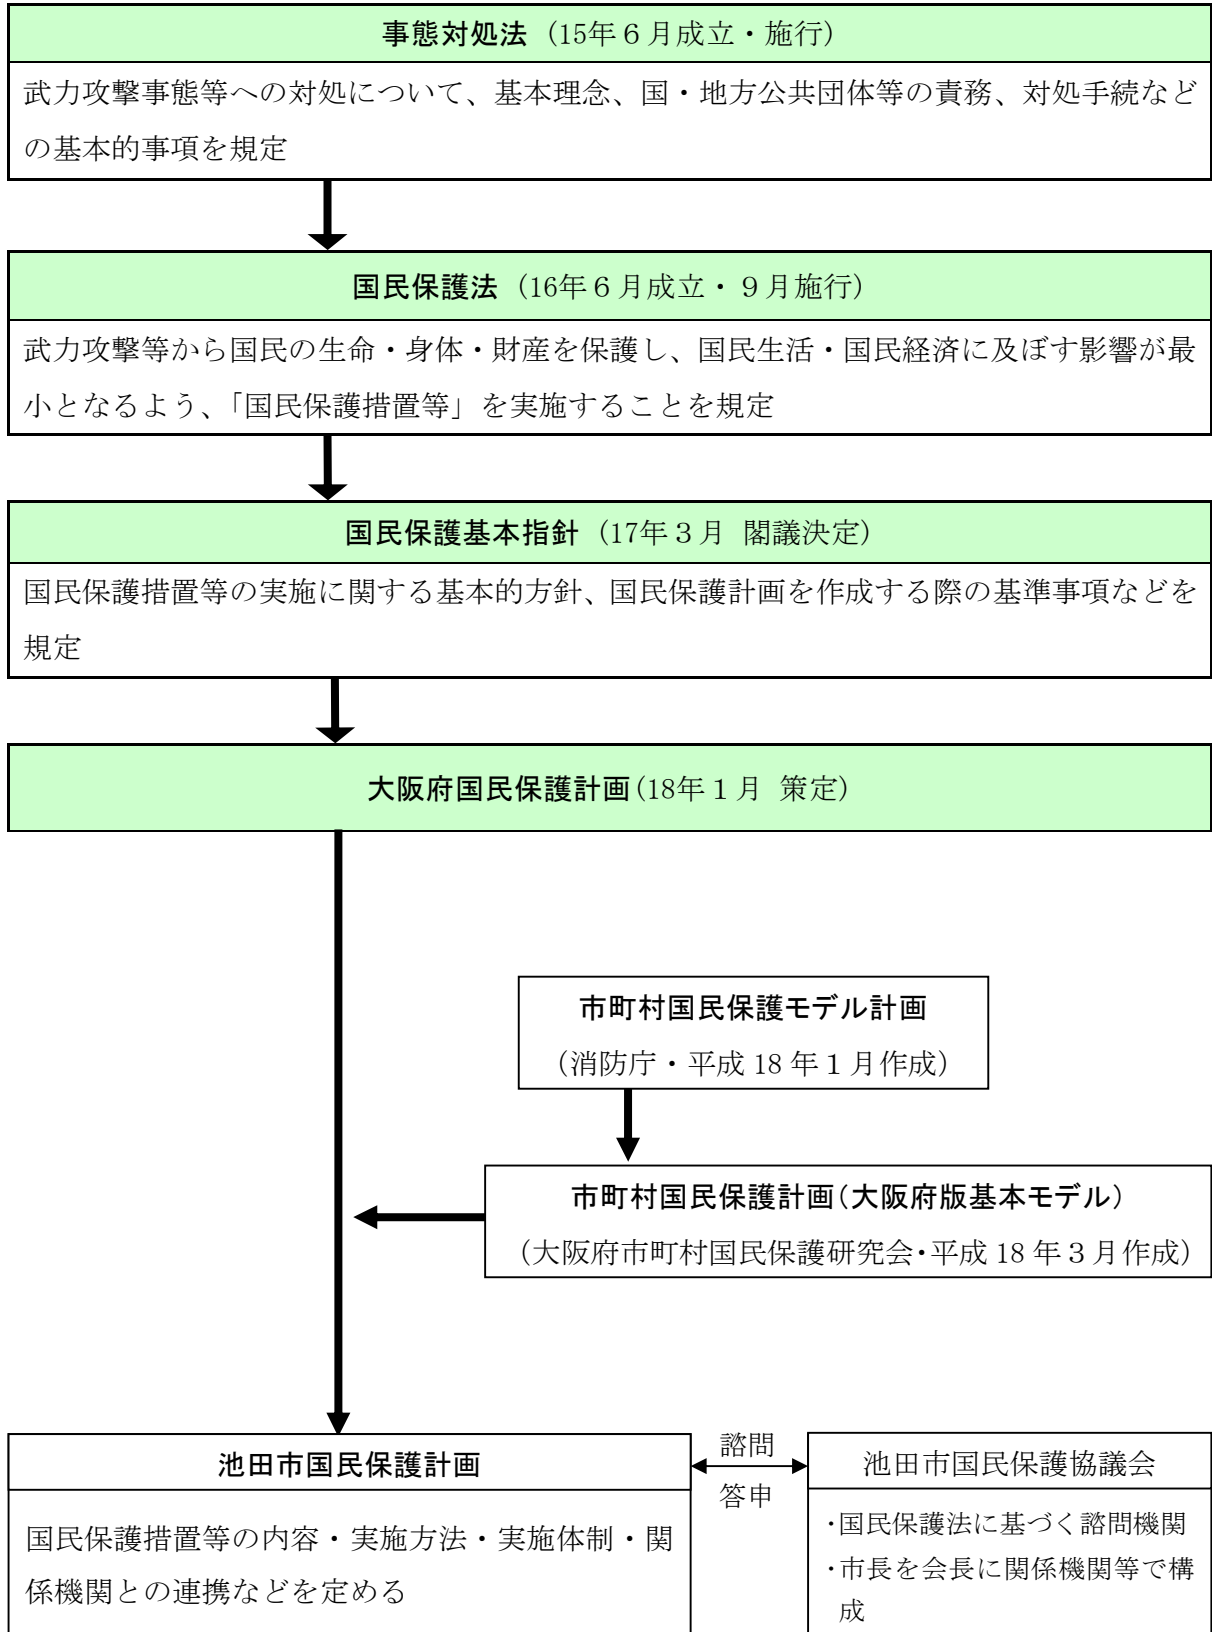 事態対処法（15年６月成立・施行）
武力攻撃事態等への対処について、基本理念、国・地方公共団体等の責務、対処手続など
の基本的事項を規定
国民保護法（16年６月成立・９月施行）
武力攻撃等から国民の生命・身体・財産を保護し、国民生活・国民経済に及ぼす影響が最
小となるよう、「国民保護措置等」を実施することを規定
国民保護基本指針（17年３月 閣議決定）
国民保護措置等の実施に関する基本的方針、国民保護計画を作成する際の基準事項などを
規定
大阪府国民保護計画（18年１月 策定）
市町村国民保護モデル計画
（消防庁・平成 18 年１月作成）
市町村国民保護計画（大阪府版基本モデル）
（大阪府市町村国民保護研究会・平成 18 年３月作成）
池田市国民保護計画
国民保護措置等の内容・実施方法・実施体制・関
係機関との連携などを定める
諮問
答申
池田市国民保護協議会
・国民保護法に基づく諮問機関
・市長を会長に関係機関等で構
成